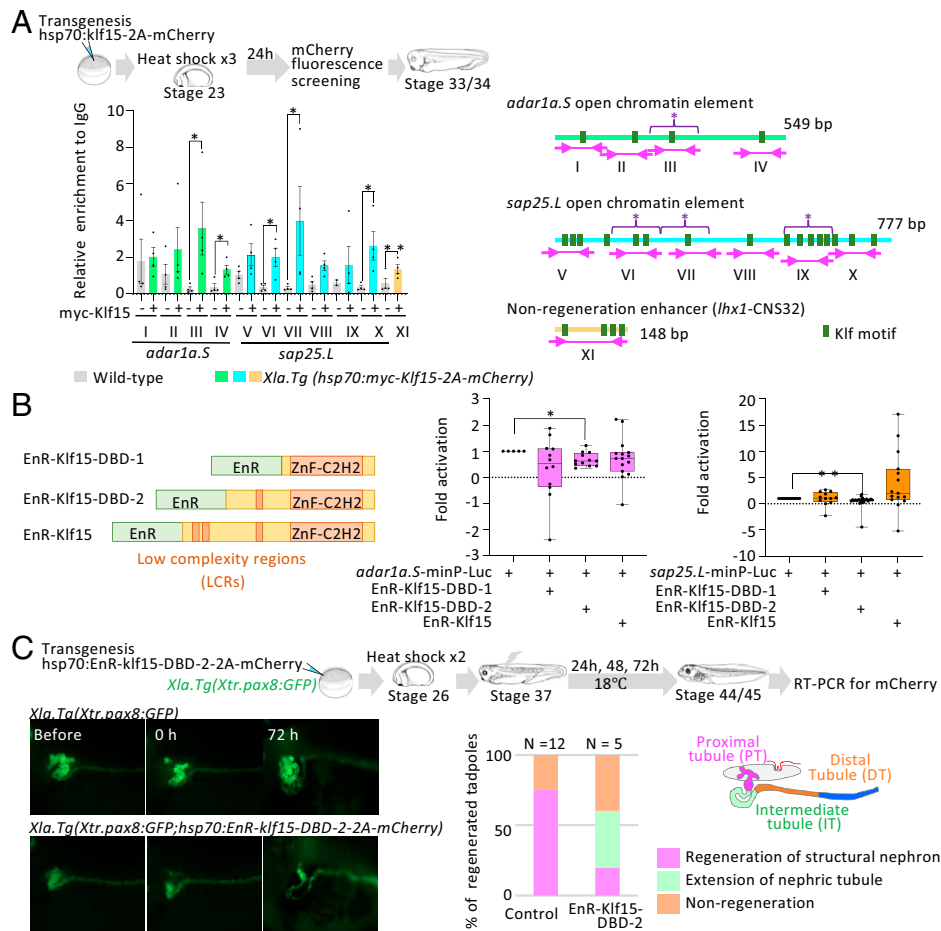 A
Transgenesis
hsp70:klf15-2A-mCherry
Heat shock x3
Stage 23
24h
mCherry
fluorescence
screening
Stage 33/34
Relative enrichment to IgG
10
8
6
4
2
0
* * * * * * *
myc-Klf15
- + - + - + - + - + - + - + - + - + - + - +
I II III IV V VI VII VIII IX X XI
adar1a.S
sap25.L
Wild-type
Xla.Tg (hsp70:myc-Klf15-2A-mCherry)
adar1a.S open chromatin element
*
549 bp
I II III IV
sap25.L open chromatin element
* * *
777 bp
V VI VII VIII IX X
Non-regeneration enhancer (lhx1-CNS32)
148 bp
XI
Klf motif
B
EnR-Klf15-DBD-1
EnR ZnF-C2H2
EnR-Klf15-DBD-2
EnR ZnF-C2H2
EnR-Klf15
EnR ZnF-C2H2
Low complexity regions
(LCRs)
Fold activation
3
2
1
0
-1
-2
-3
*
adar1a.S-minP-Luc + + + +
EnR-Klf15-DBD-1 +
EnR-Klf15-DBD-2 +
EnR-Klf15 +
Fold activation
20
15
10
5
0
-5
-10
* *
sap25.L-minP-Luc + + + +
EnR-Klf15-DBD-1 +
EnR-Klf15-DBD-2 +
EnR-Klf15 +
C
Transgenesis
hsp70:EnR-klf15-DBD-2-2A-mCherry
Xla.Tg(Xtr.pax8:GFP)
Heat shock x2
Stage 26
Stage 37
24h, 48, 72h
18℃
Stage 44/45
RT-PCR for mCherry
Xla.Tg(Xtr.pax8:GFP)
Before
0 h
72 h
Xla.Tg(Xtr.pax8:GFP;hsp70:EnR-klf15-DBD-2-2A-mCherry)
% of regenerated tadpoles
N =12
N = 5
100
50
0
Control
EnR-Klf15-
DBD-2
Proximal
tubule (PT)
Distal
Tubule (DT)
Intermediate
tubule (IT)
Regeneration of structural nephron
Extension of nephric tubule
Non-regeneration